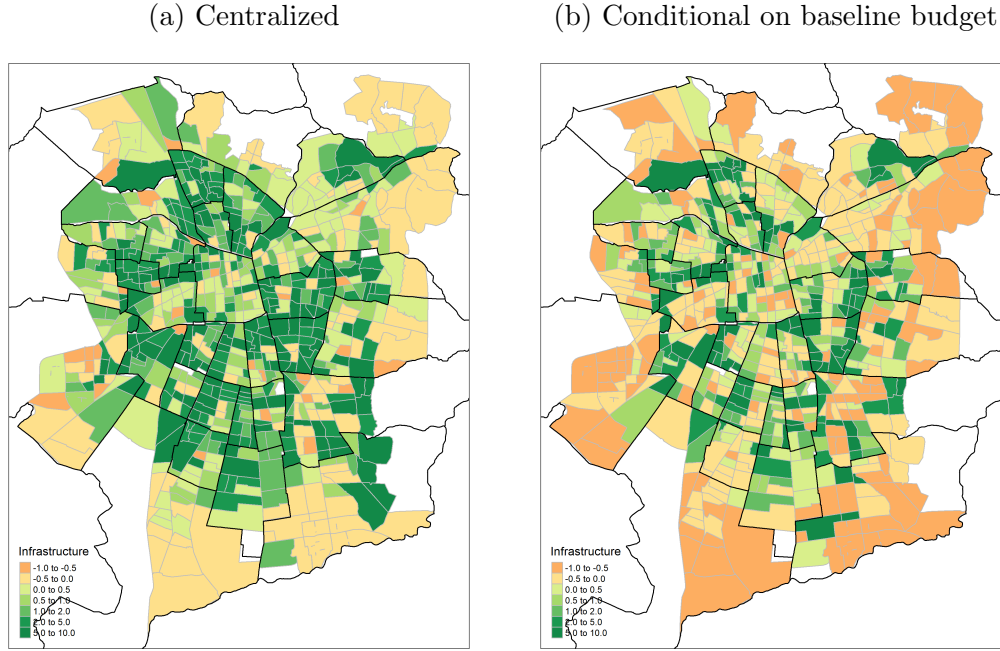 (a) Centralized
(b) Conditional on baseline budget
Infrastructure
-1.0 to -0.5
-0.5 to 0.0
0.0 to 0.5
0.5 to 1.0
1.0 to 2.0
2.0 to 5.0
5.0 to 10.0
Infrastructure
-1.0 to -0.5
-0.5 to 0.0
0.0 to 0.5
0.5 to 1.0
1.0 to 2.0
2.0 to 5.0
5.0 to 10.0